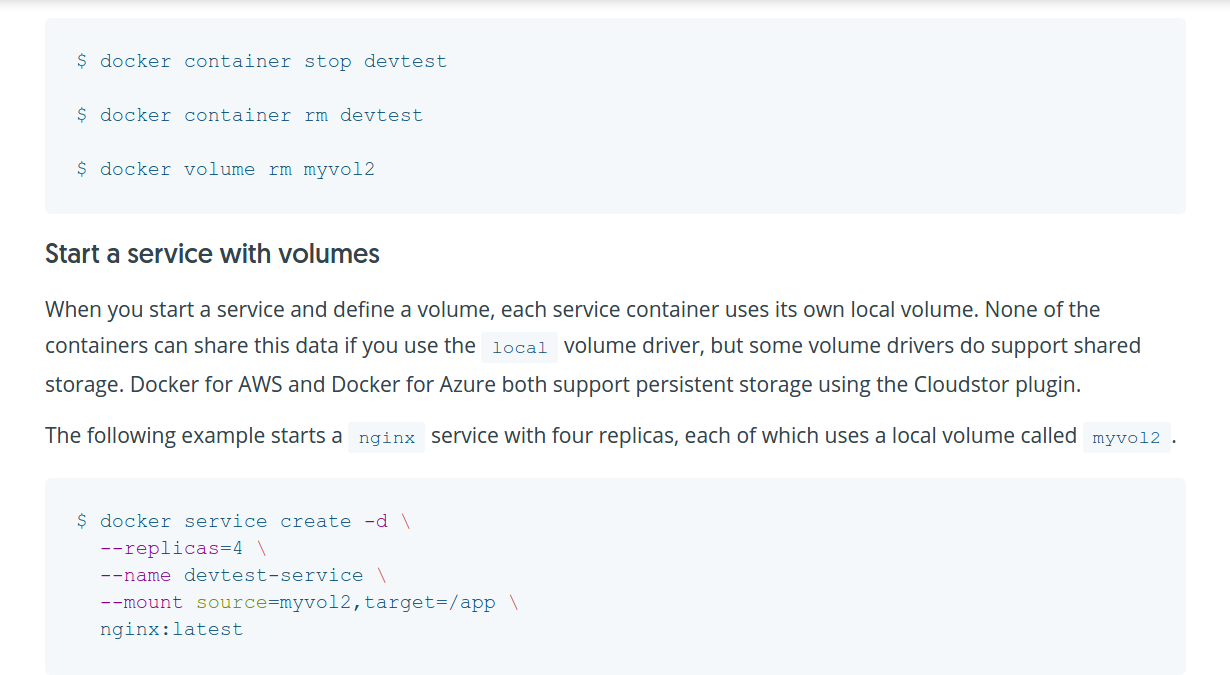 $ docker container stop devtest
$ docker container rm devtest
$ docker volume rm myvol2
Start a service with volumes
When you start a service and define a volume, each service container uses its own local volume. None of the
containers can share this data if you use the local volume driver, but some volume drivers do support shared
storage. Docker for AWS and Docker for Azure both support persistent storage using the Cloudstor plugin.
The following example starts a nginx service with four replicas, each of which uses a local volume called myvol2 .
$ docker service create -d \
--replicas=4 \
--name devtest-service \
--mount source=myvol2,target=/app \
nginx:latest